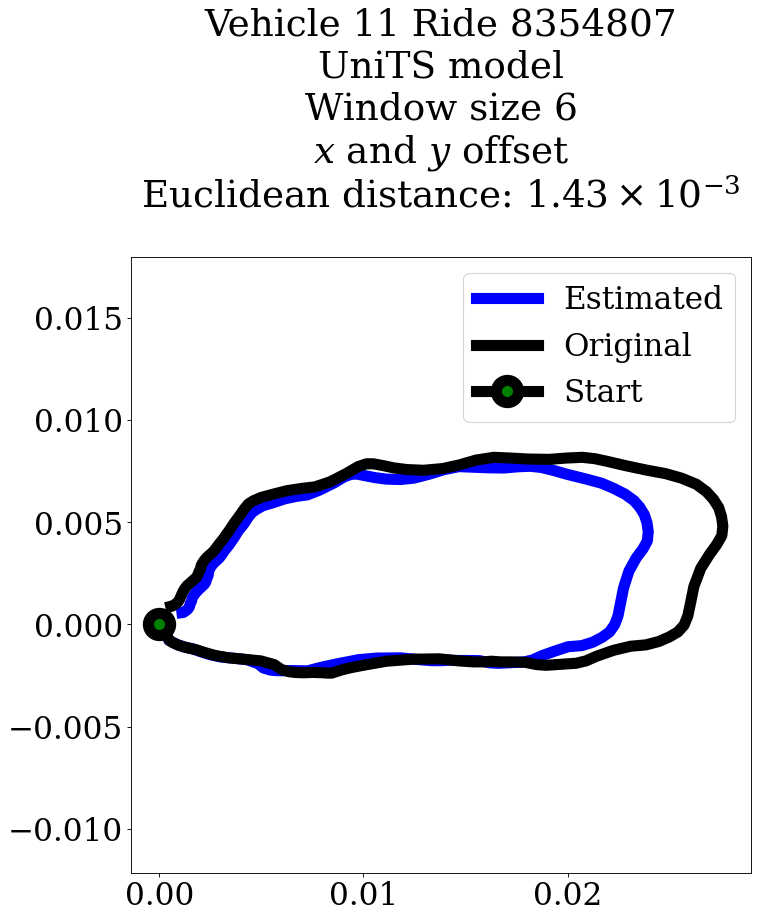 Vehicle 11 Ride 8354807
UniTS model
Window size 6
x and y offset
Euclidean distance: 1.43 × 10⁻³
Estimated
Original
Start
0.015
0.010
0.005
0.000
−0.005
−0.010
0.00 0.01 0.02